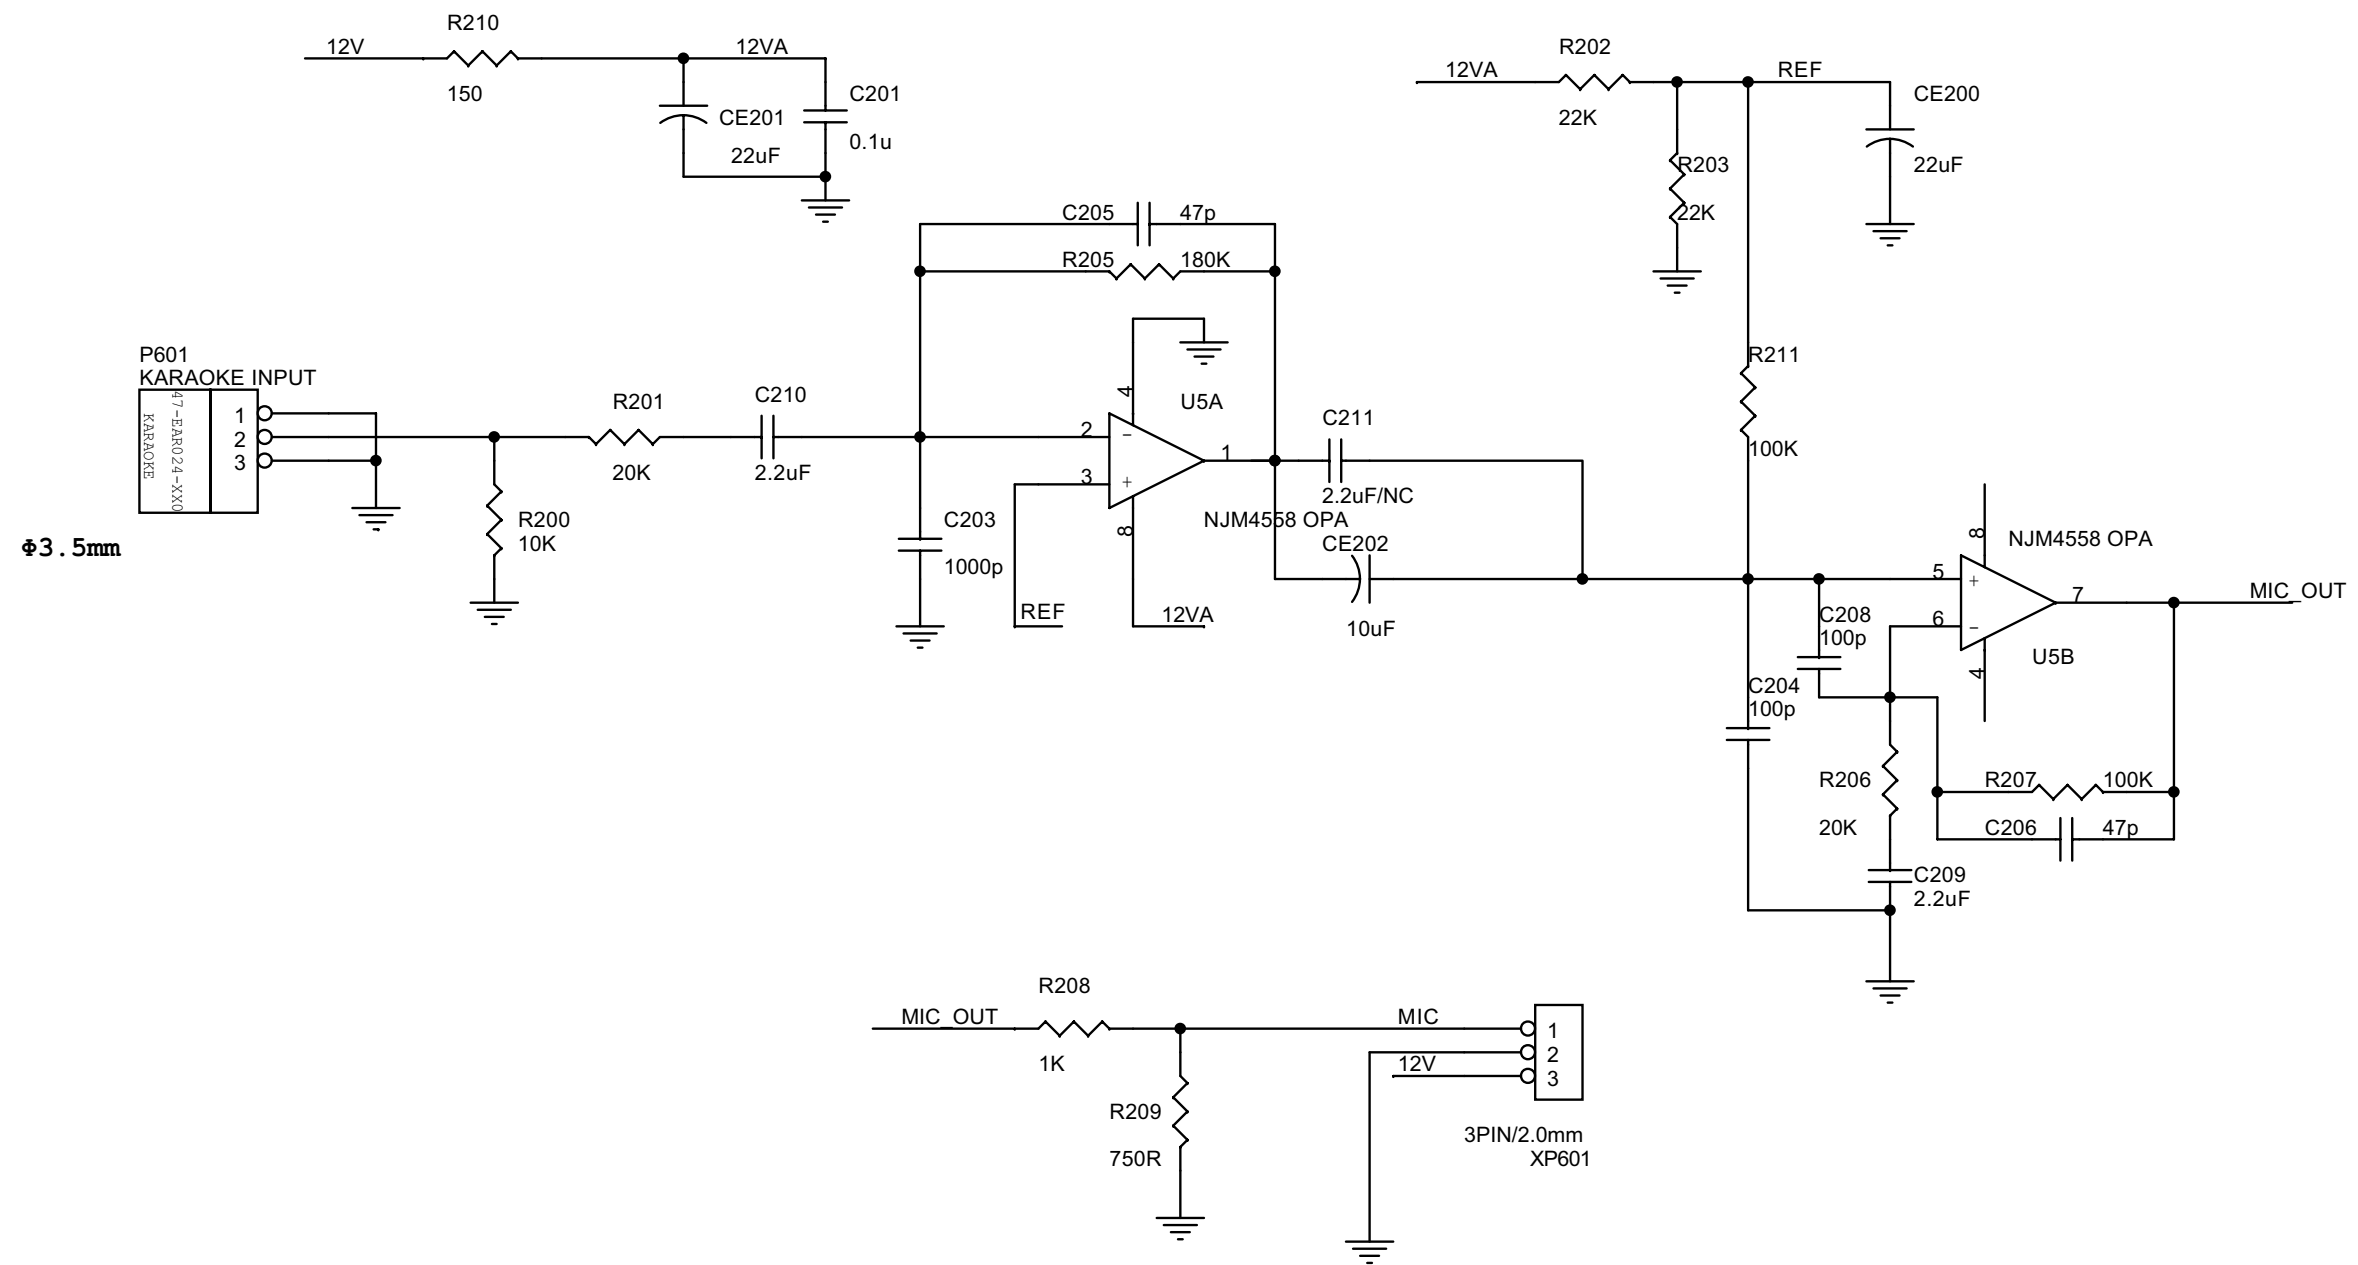 R210
12V
12VA
150
CE201
22uF
C201
0.1u
R202
12VA
REF
22K
R203
22K
CE200
22uF
C205
47p
R205
180K
P601
KARAOKE INPUT
47-EAR024-XX0
KARAOKE
1
2
3
Φ3.5mm
R201
20K
C210
2.2uF
R200
10K
C203
1000p
2
3
4
8
1
U5A
NJM4558 OPA
REF
12VA
C211
2.2uF/NC
CE202
10uF
R211
100K
C208
100p
C204
100p
5
6
8
4
7
NJM4558 OPA
U5B
MIC_OUT
R206
20K
R207
100K
C206
47p
C209
2.2uF
R208
MIC_OUT
1K
MIC
12V
1
2
3
R209
750R
3PIN/2.0mm
XP601